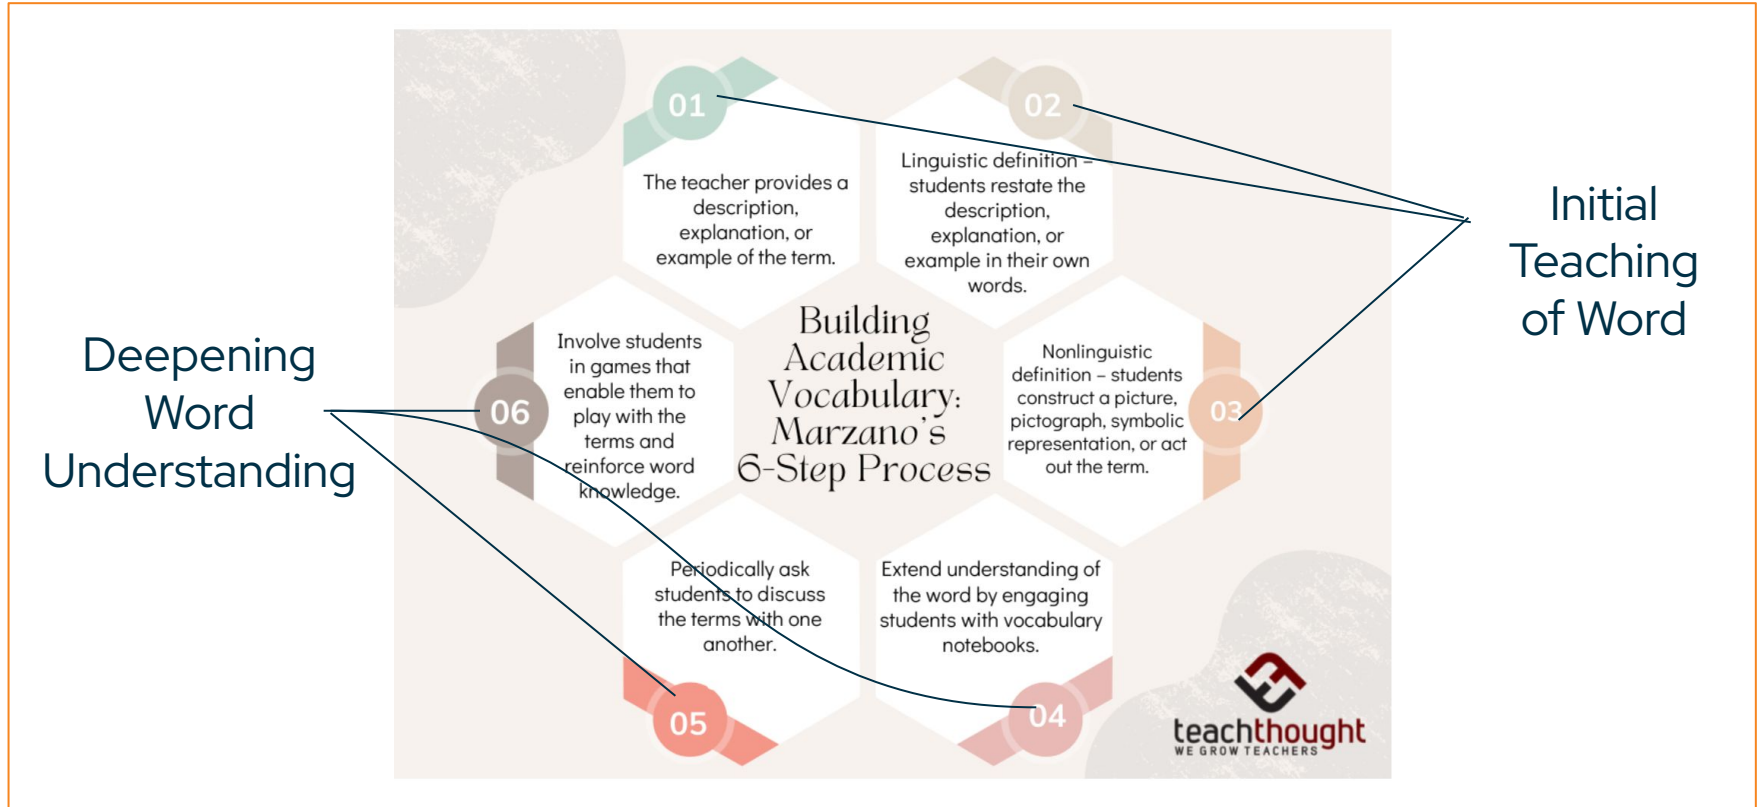 01
The teacher provides a
description,
explanation, or
example of the term.
02
Linguistic definition –
students restate the
description,
explanation, or
example in their own
words.
Initial
Teaching
of Word
Building
Academic
Vocabulary:
Marzano's
6-Step Process
03
Nonlinguistic
definition – students
construct a picture,
pictograph, symbolic
representation, or act
out the term.
Deepening
Word
Understanding
06
Involve students
in games that
enable them to
play with the
terms and
reinforce word
knowledge.
05
Periodically ask
students to discuss
the terms with one
another.
04
Extend understanding of
the word by engaging
students with vocabulary
notebooks.
teachthought
WE GROW TEACHERS